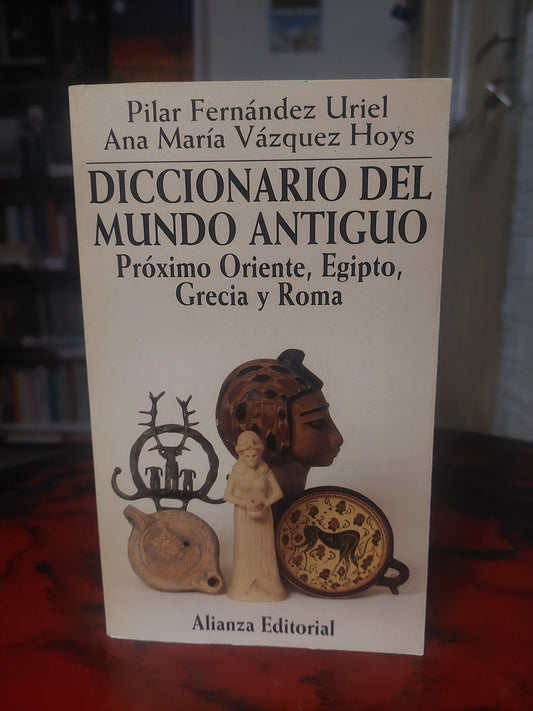 Pilar Fernández Uriel
Ana María Vázquez Hoys
DICCIONARIO DEL
MUNDO ANTIGUO
Próximo Oriente, Egipto,
Grecia y Roma
Alianza Editorial